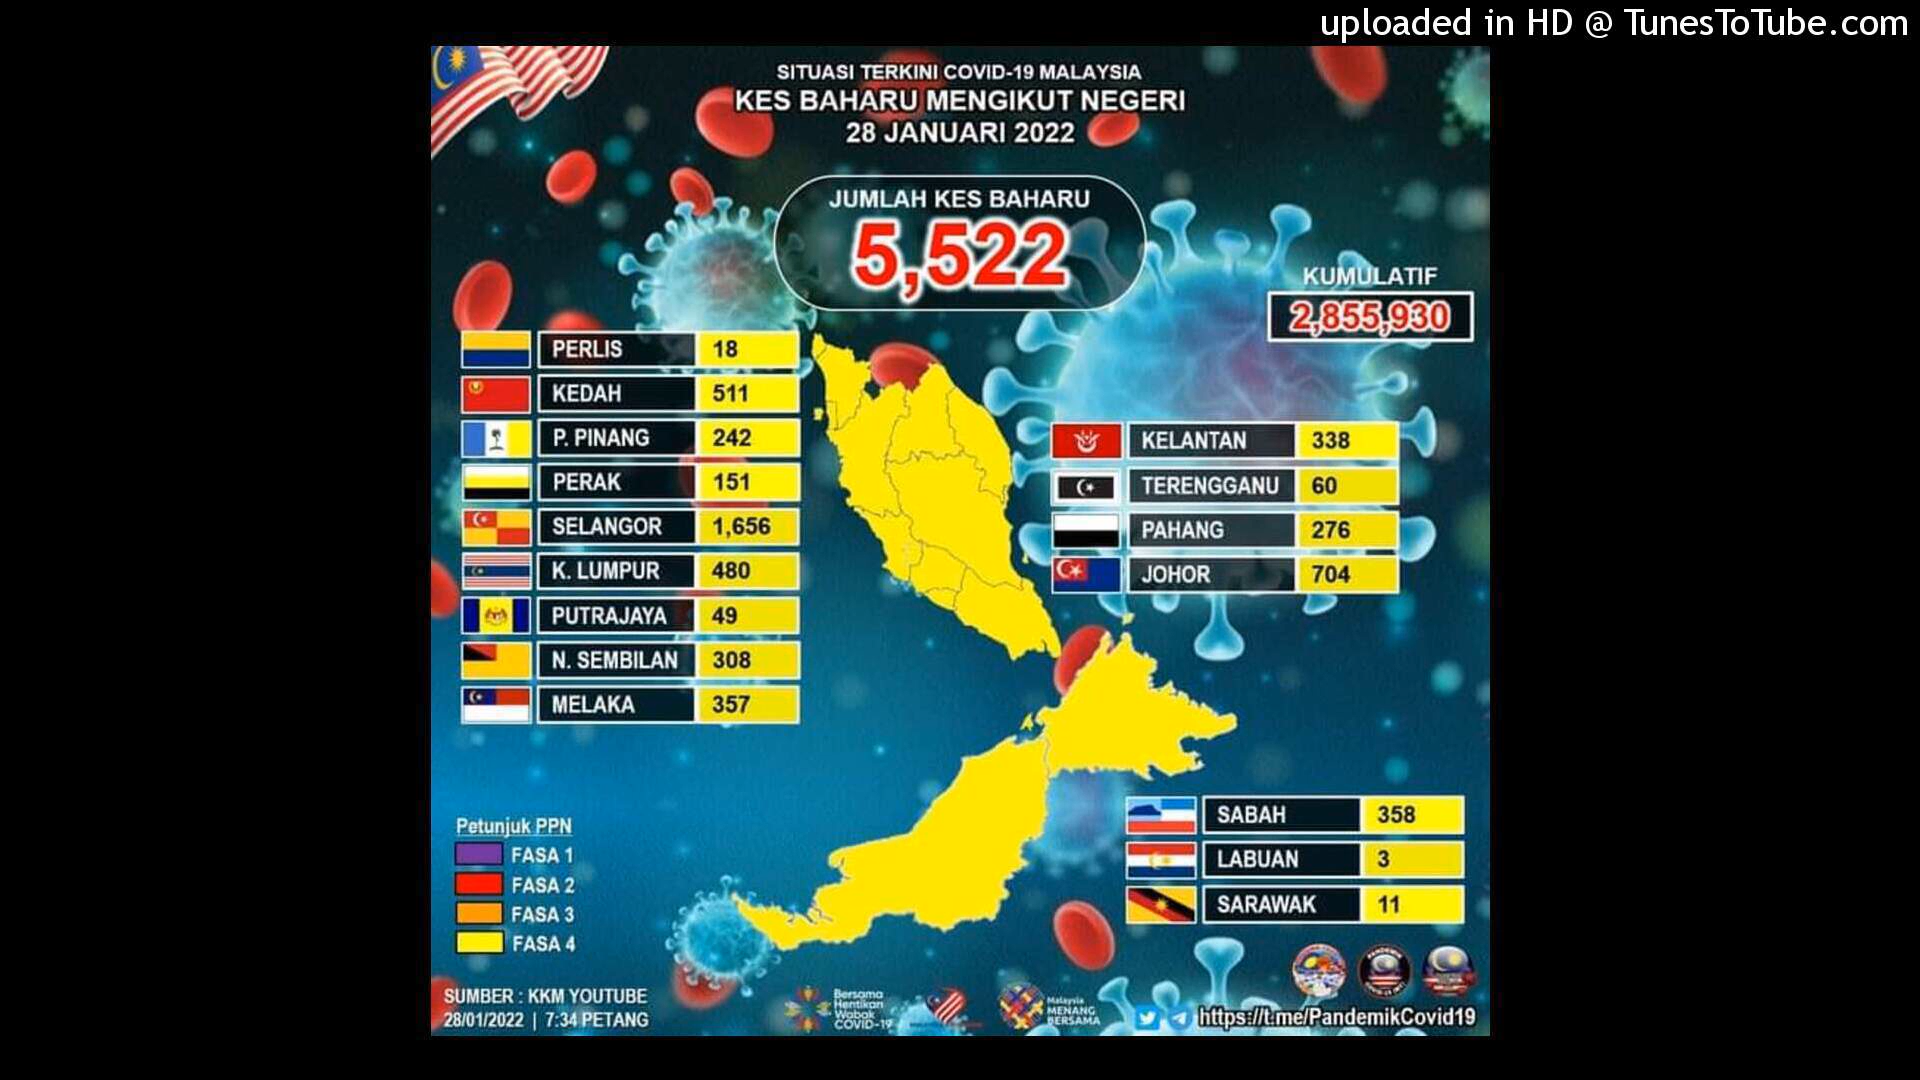 uploaded in HD @ TunesToTube.com
SITUASI TERKINI COVID-19 MALAYSIA
KES BAHARU MENGIKUT NEGERI
28 JANUARI 2022
JUMLAH KES BAHARU
5,522
KUMULATIF
2,855,930
PERLIS 18
KEDAH 511
P. PINANG 242
PERAK 151
SELANGOR 1,656
K. LUMPUR 480
PUTRAJAYA 49
N. SEMBILAN 308
MELAKA 357
KELANTAN 338
TERENGGANU 60
PAHANG 276
JOHOR 704
SABAH 358
LABUAN 3
SARAWAK 11
Petunjuk PPN
FASA 1
FASA 2
FASA 3
FASA 4
SUMBER : KKM YOUTUBE
28/01/2022 | 7:34 PETANG
Bersama
Hentikan
Wabak
COVID-19
Malaysia
MENANG
BERSAMA
https://t.me/PandemikCovid19